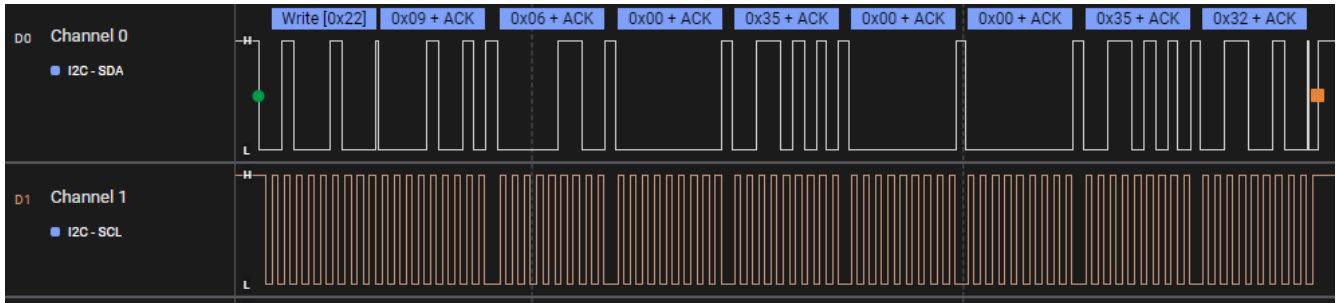 Write [0x22] 0x09 + ACK 0x06 + ACK 0x00 + ACK 0x35 + ACK 0x00 + ACK 0x00 + ACK 0x35 + ACK 0x32 + ACK
D0 Channel 0 H
I2C - SDA
L
H
D1 Channel 1
I2C - SCL
L